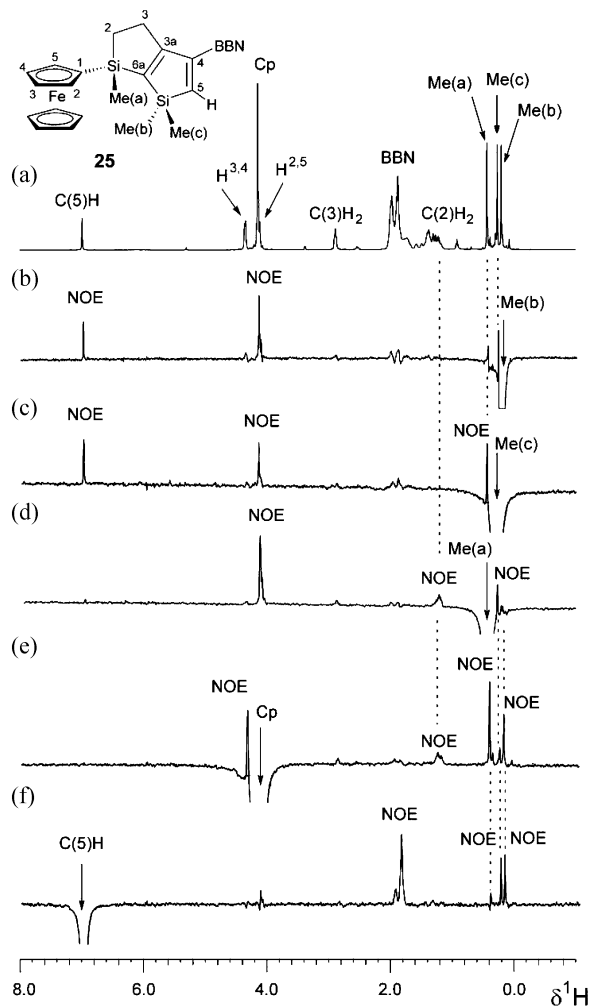 3
2
3a
BBN
4
6a
5
1
5
4
3
2
Si
Fe
Me(a)
Si
H
Me(b)
Me(c)
25
Cp
Me(a)
Me(c)
Me(b)
(a)
C(5)H
H3,4
H2,5
C(3)H2
BBN
C(2)H2
(b)
NOE
NOE
Me(b)
(c)
NOE
NOE
NOE
Me(c)
(d)
NOE
Me(a)
NOE
NOE
(e)
NOE
Cp
NOE
NOE
NOE
(f)
C(5)H
NOE
NOE
NOE
8.0 6.0 4.0 2.0 0.0 δ1H